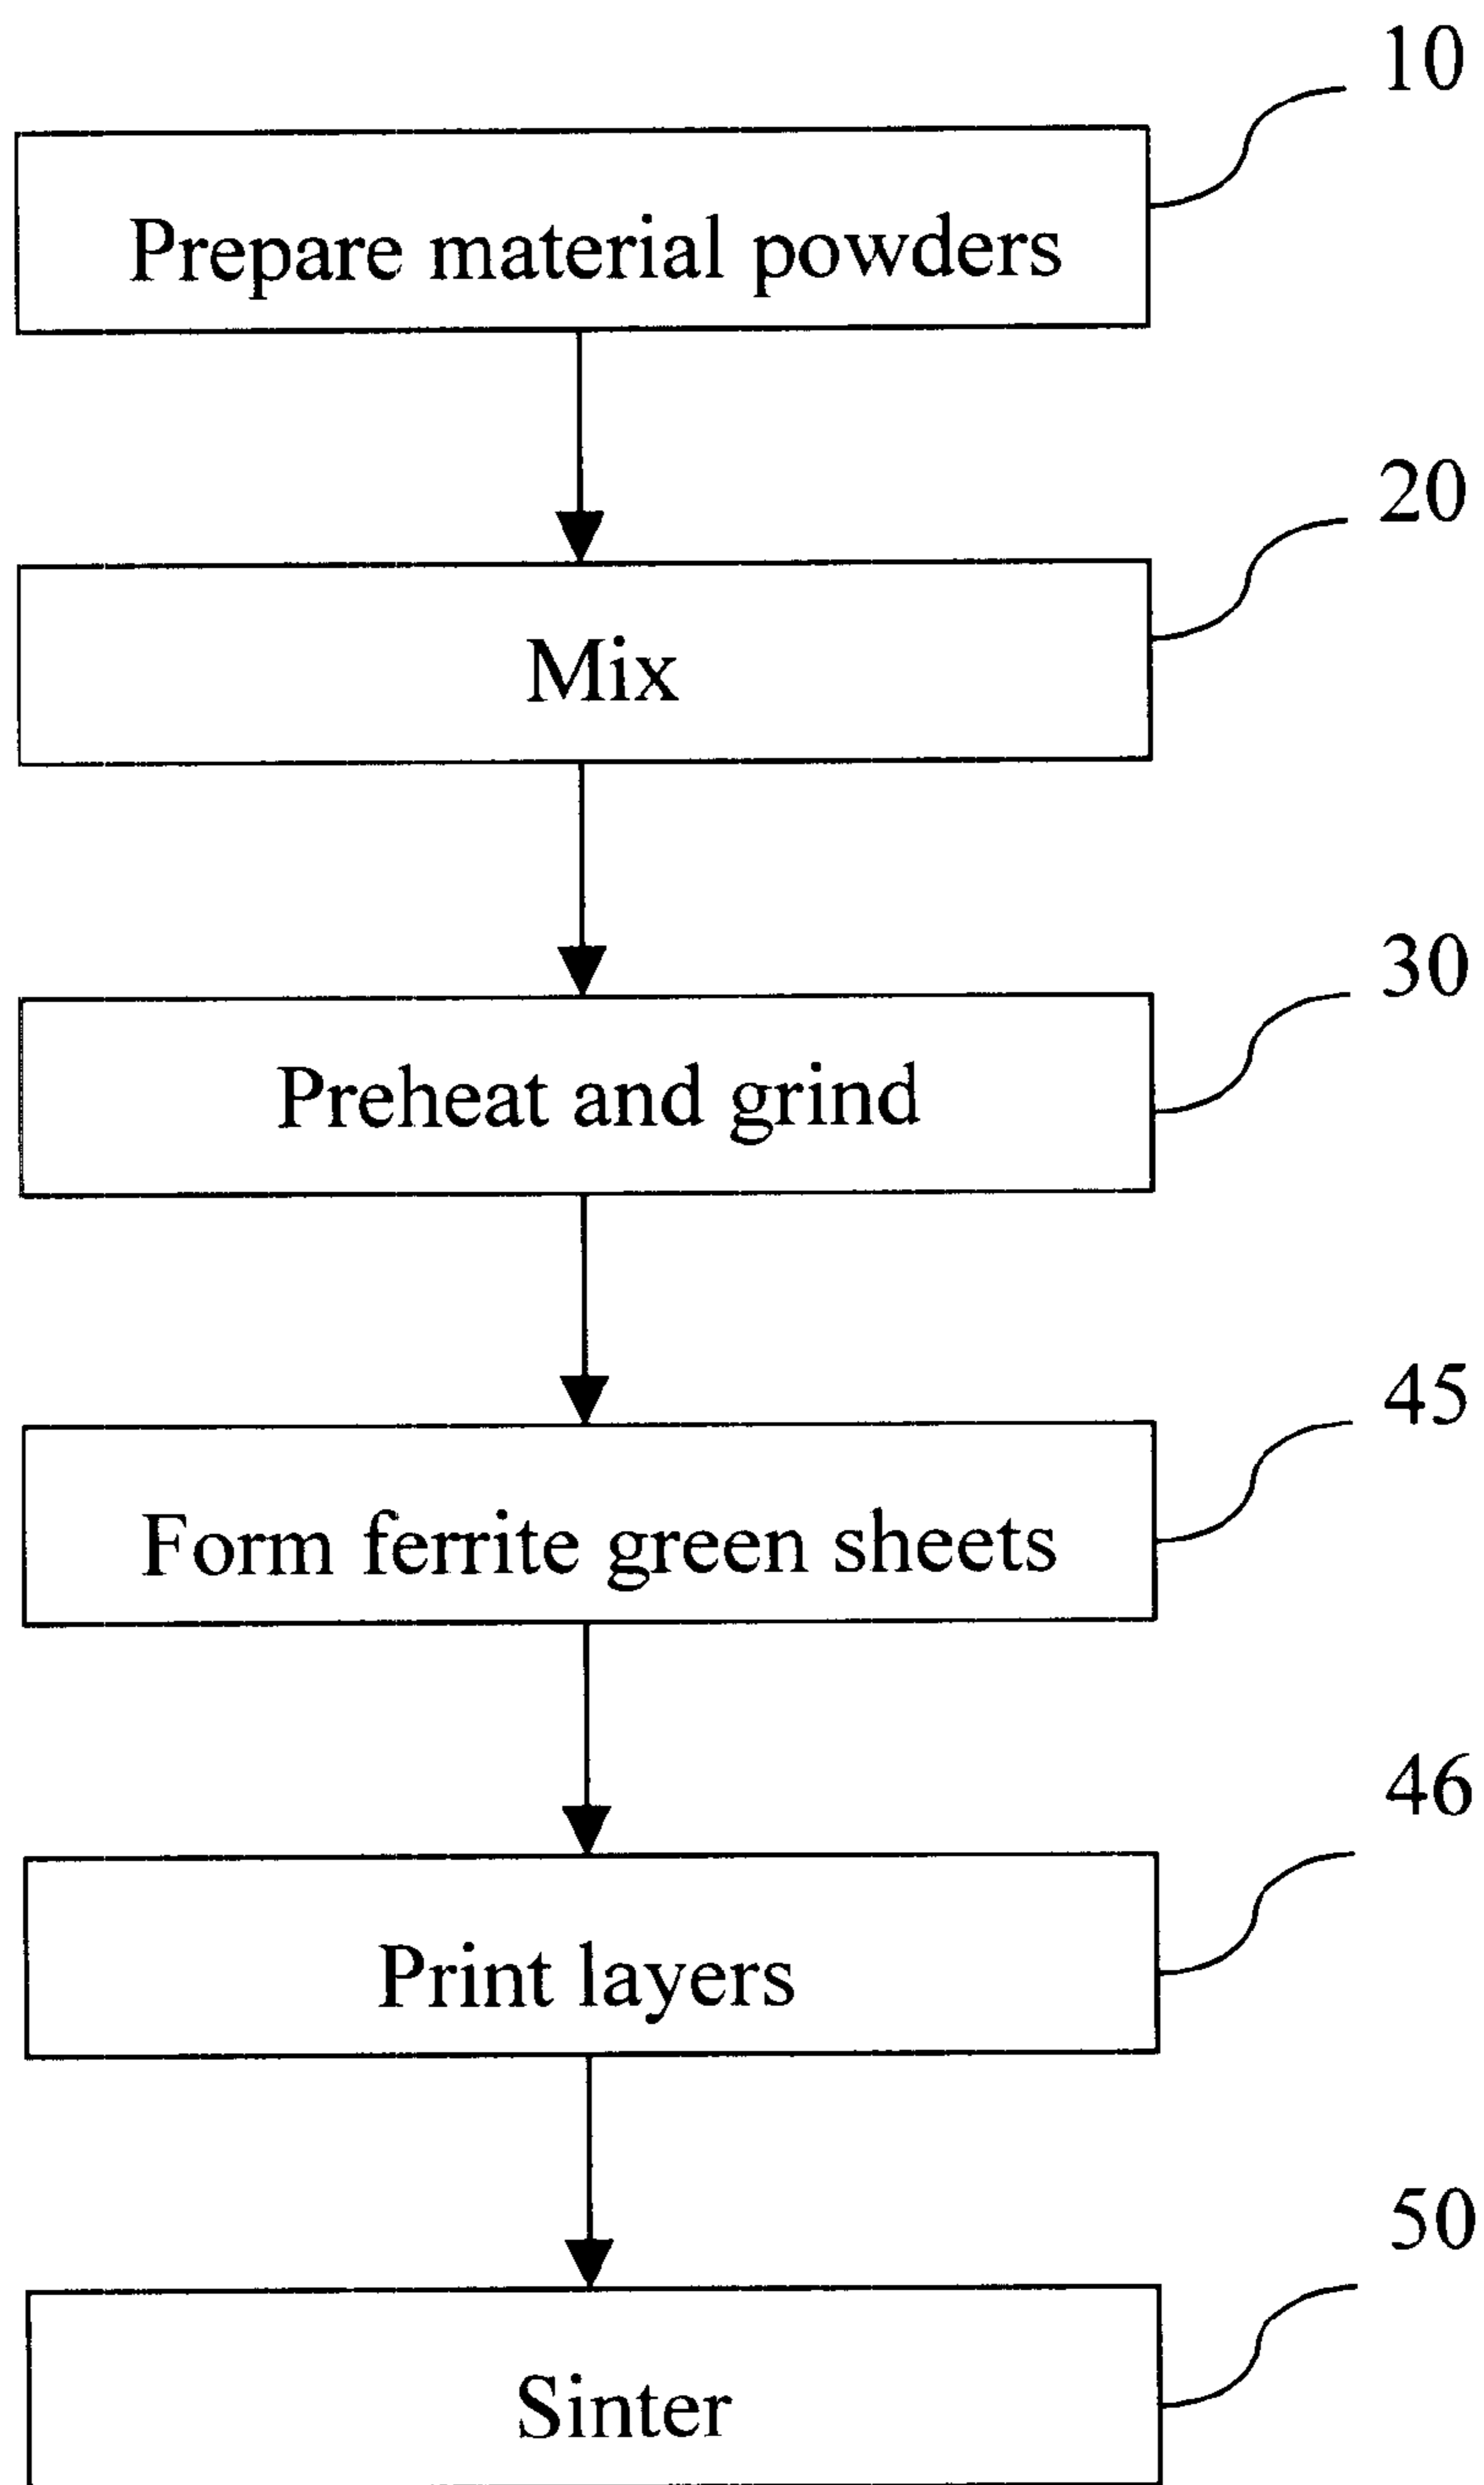 10
Prepare material powders
20
Mix
30
Preheat and grind
45
Form ferrite green sheets
46
Print layers
50
Sinter